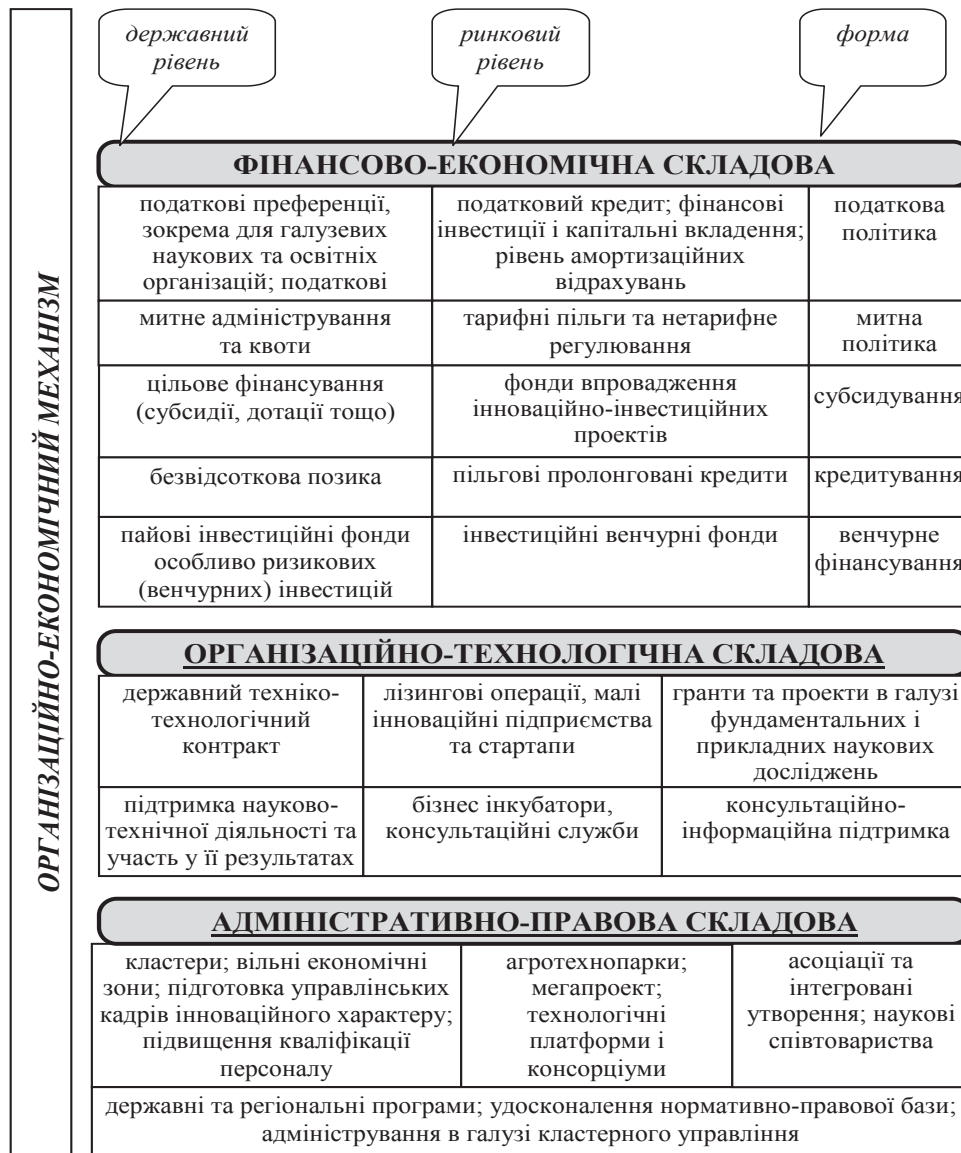 державний
рівень
ринковий
рівень
форма
ОРГАНІЗАЦІЙНО-ЕКОНОМІЧНИЙ МЕХАНІЗМ
ФІНАНСОВО-ЕКОНОМІЧНА СКЛАДОВА
податкові преференції,
зокрема для галузевих
наукових та освітніх
організацій; податкові
податковий кредит; фінансові
інвестиції і капітальні вкладення;
рівень амортизаційних
відрахувань
податкова
політика
митне адміністрування
та квоти
тарифні пільги та нетарифне
регулювання
митна
політика
цільове фінансування
(субсидії, дотації тощо)
фонди впровадження
інноваційно-інвестиційних
проектів
субсидування
безвідсоткова позика
пільгові пролонговані кредити
кредитування
пайові інвестиційні фонди
особливо ризикових
(венчурних) інвестицій
інвестиційні венчурні фонди
венчурне
фінансування
ОРГАНІЗАЦІЙНО-ТЕХНОЛОГІЧНА СКЛАДОВА
державний техніко-
технологічний
контракт
лізингові операції, малі
інноваційні підприємства
та стартапи
гранти та проекти в галузі
фундаментальних і
прикладних наукових
досліджень
підтримка науково-
технічної діяльності та
участь у її результатах
бізнес інкубатори,
консультаційні служби
консультаційно-
інформаційна підтримка
АДМІНІСТРАТИВНО-ПРАВОВА СКЛАДОВА
кластери; вільні економічні
зони; підготовка управлінських
кадрів інноваційного характеру;
підвищення кваліфікації
персоналу
агротехнопарки;
мегапроект;
технологічні
платформи і
консорціуми
асоціації та
інтегровані
утворення; наукові
співтовариства
державні та регіональні програми; удосконалення нормативно-правової бази;
адміністрування в галузі кластерного управління